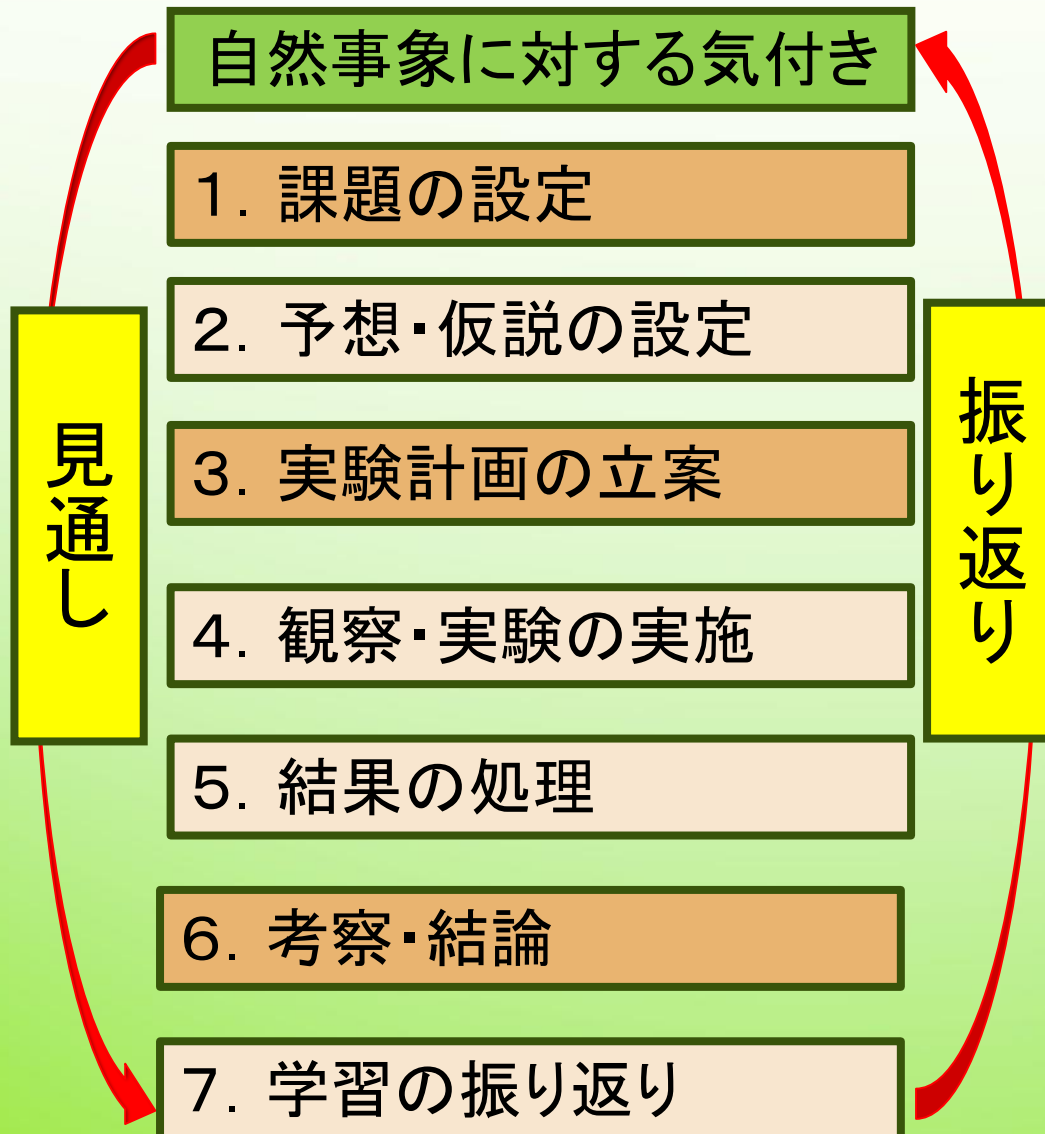 自然事象に対する気付き
１．課題の設定
２．予想・仮説の設定
３．実験計画の立案
４．観察・実験の実施
５．結果の処理
６．考察・結論
７．学習の振り返り
見通し
振り返り